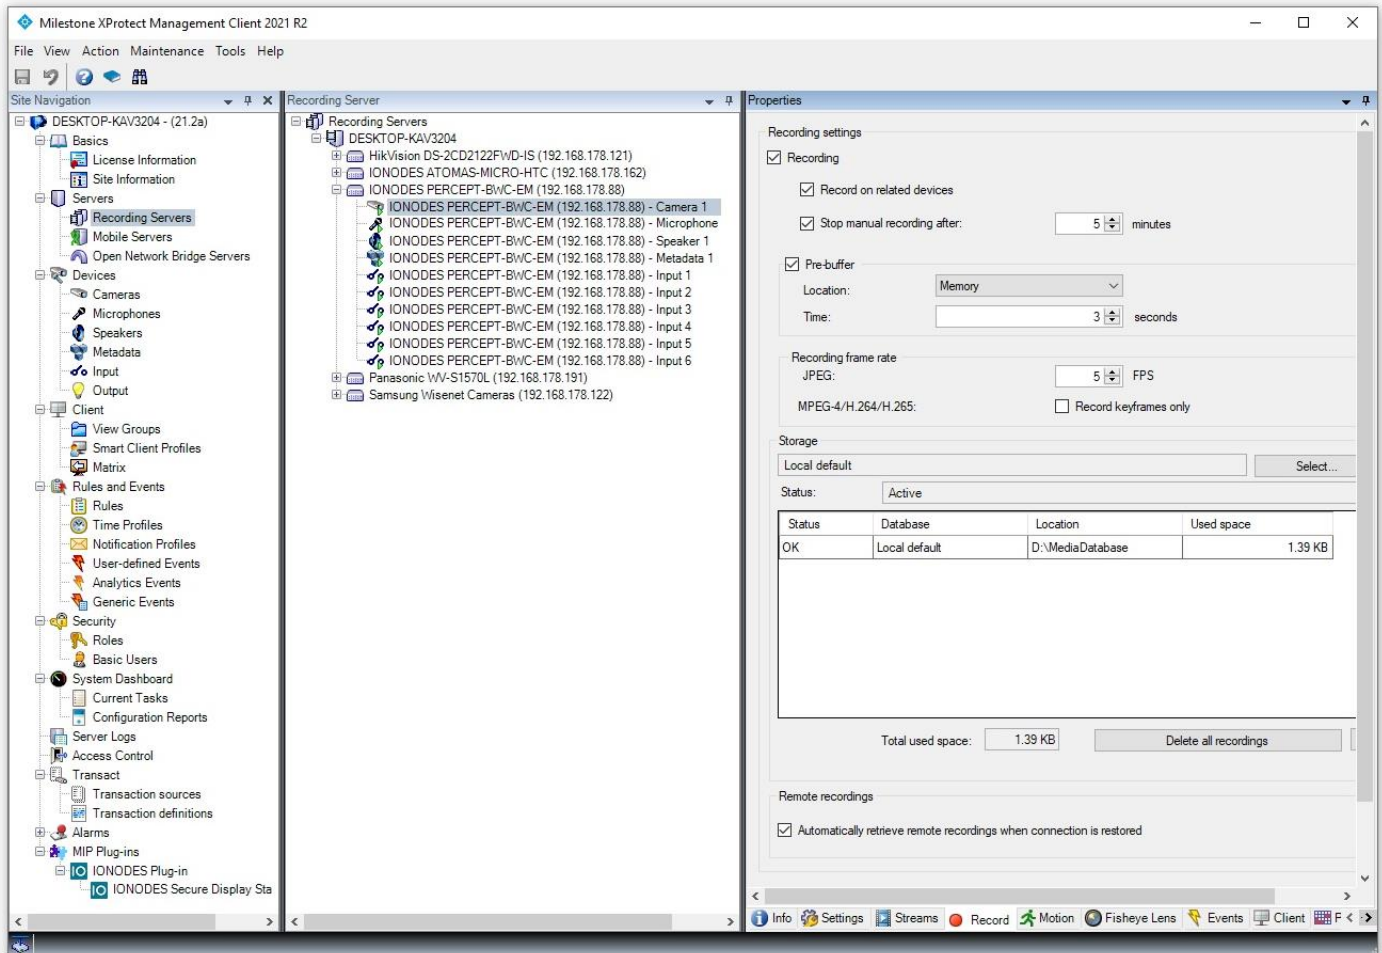 Milestone XProtect Management Client 2021 R2
File View Action Maintenance Tools Help
Site Navigation
DESKTOP-KAV3204 - (21.2a)
Basics
License Information
Site Information
Servers
Recording Servers
Mobile Servers
Open Network Bridge Servers
Devices
Cameras
Microphones
Speakers
Metadata
Input
Output
Client
View Groups
Smart Client Profiles
Matrix
Rules and Events
Rules
Time Profiles
Notification Profiles
User-defined Events
Analytics Events
Generic Events
Security
Roles
Basic Users
System Dashboard
Current Tasks
Configuration Reports
Server Logs
Access Control
Transact
Transaction sources
Transaction definitions
Alarms
MIP Plug-ins
IO IONODES Plug-in
IO IONODES Secure Display Sta
Recording Server
Recording Servers
DESKTOP-KAV3204
HikVision DS-2CD2122FWD-IS (192.168.178.121)
IONODES ATOMAS-MICRO-HTC (192.168.178.162)
IONODES PERCEPT-BWC-EM (192.168.178.88)
IONODES PERCEPT-BWC-EM (192.168.178.88) - Camera 1
IONODES PERCEPT-BWC-EM (192.168.178.88) - Microphone
IONODES PERCEPT-BWC-EM (192.168.178.88) - Speaker 1
IONODES PERCEPT-BWC-EM (192.168.178.88) - Metadata 1
IONODES PERCEPT-BWC-EM (192.168.178.88) - Input 1
IONODES PERCEPT-BWC-EM (192.168.178.88) - Input 2
IONODES PERCEPT-BWC-EM (192.168.178.88) - Input 3
IONODES PERCEPT-BWC-EM (192.168.178.88) - Input 4
IONODES PERCEPT-BWC-EM (192.168.178.88) - Input 5
IONODES PERCEPT-BWC-EM (192.168.178.88) - Input 6
Panasonic WV-S1570L (192.168.178.191)
Samsung Wisenet Cameras (192.168.178.122)
Properties
Recording settings
Recording
Record on related devices
Stop manual recording after: 5 minutes
Pre-buffer
Location: Memory
Time: 3 seconds
Recording frame rate
JPEG: 5 FPS
MPEG-4/H.264/H.265: Record keyframes only
Storage
Local default Select...
Status: Active
Status Database Location Used space
OK Local default D:\MediaDatabase 1.39 KB
Total used space: 1.39 KB Delete all recordings
Remote recordings
Automatically retrieve remote recordings when connection is restored
Info Settings Streams Record Motion Fisheye Lens Events Client F